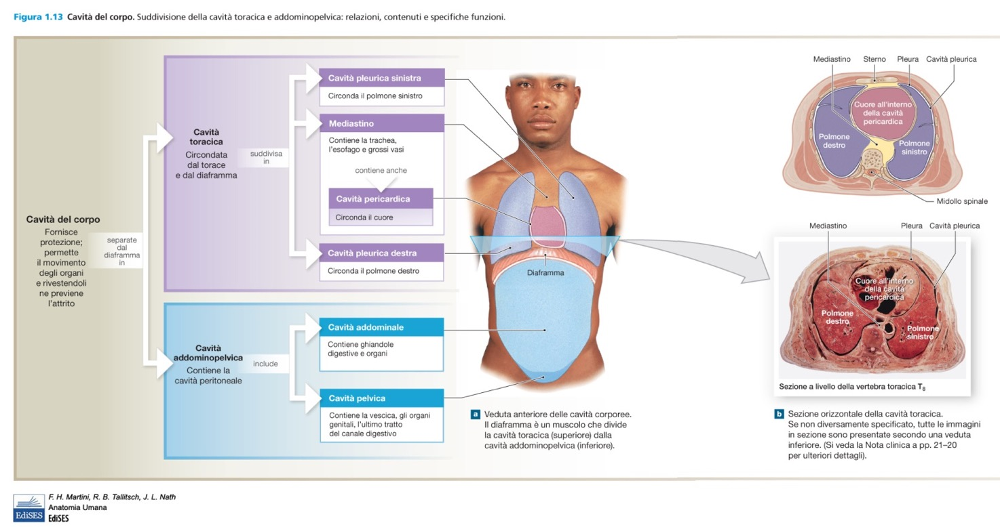 Figura 1.13 Cavità del corpo. Suddivisione della cavità toracica e addominopelvica: relazioni, contenuti e specifiche funzioni.
Cavità del corpo
Fornisce
protezione;
permette
il movimento
degli organi
e rivestendoli
ne previene
l'attrito
separate
dal
diaframma
in
Cavità
toracica
Circondata
dal torace
e dal diaframma
suddivisa
in
Cavità pleurica sinistra
Circonda il polmone sinistro
Mediastino
Contiene la trachea,
l'esofago e grossi vasi
contiene anche
Cavità pericardica
Circonda il cuore
Cavità pleurica destra
Circonda il polmone destro
Cavità
addominopelvica
Contiene la
cavità peritoneale
include
Cavità addominale
Contiene ghiandole
digestive e organi
Cavità pelvica
Contiene la vescica, gli organi
genitali, l'ultimo tratto
del canale digestivo
Diaframma
a Veduta anteriore delle cavità corporee.
Il diaframma è un muscolo che divide
la cavità toracica (superiore) dalla
cavità addominopelvica (inferiore).
Mediastino Sterno Pleura Cavità pleurica
Cuore all'interno
della cavità
pericardica
Polmone
destro
Polmone
sinistro
Midollo spinale
Mediastino Pleura Cavità pleurica
Cuore all'interno
della cavità
pericardica
Polmone
destro
Polmone
sinistro
Sezione a livello della vertebra toracica T8
b Sezione orizzontale della cavità toracica.
Se non diversamente specificato, tutte le immagini
in sezione sono presentate secondo una veduta
inferiore. (Si veda la Nota clinica a pp. 21–20
per ulteriori dettagli).
EdiSES
F. H. Martini, R. B. Tallitsch, J. L. Nath
Anatomia Umana
EdiSES